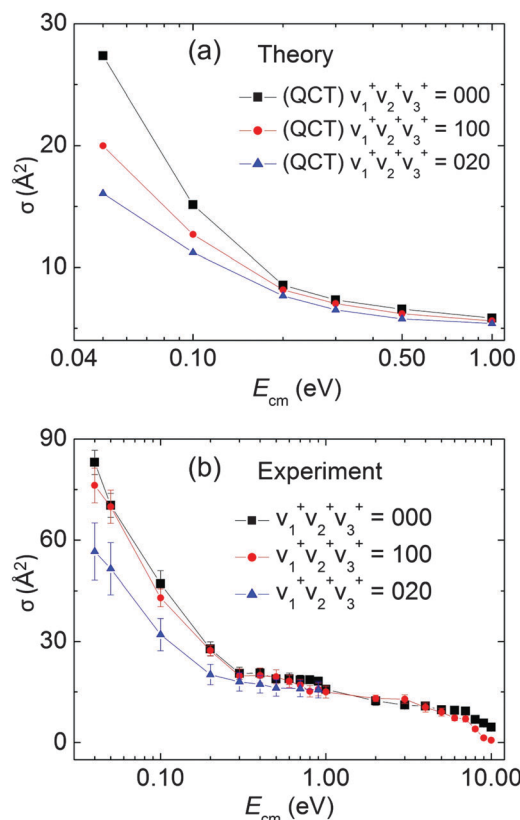 30
(a) Theory
(QCT) v₁⁺v₂⁺v₃⁺ = 000
(QCT) v₁⁺v₂⁺v₃⁺ = 100
20
(QCT) v₁⁺v₂⁺v₃⁺ = 020
σ (Å²)
10
0.04 0.10 0.50 1.00
E_cm (eV)
90
(b) Experiment
v₁⁺v₂⁺v₃⁺ = 000
60
v₁⁺v₂⁺v₃⁺ = 100
v₁⁺v₂⁺v₃⁺ = 020
σ (Å²)
30
0
0.10 1.00 10.00
E_cm (eV)